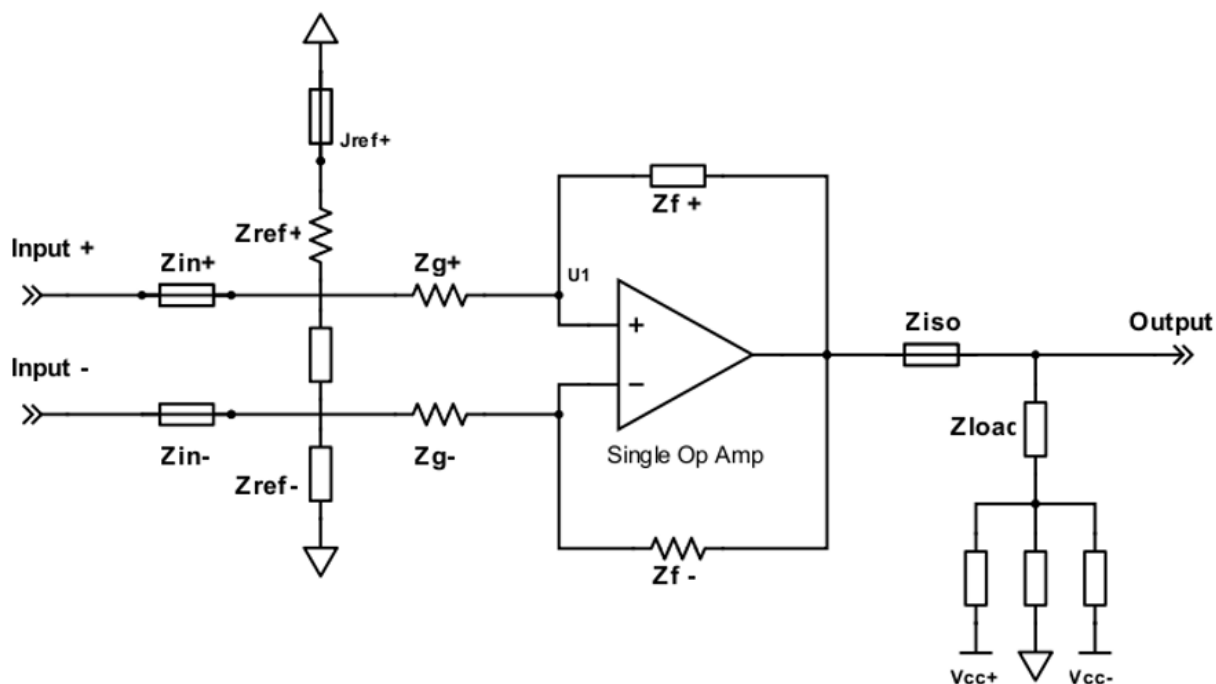 Jref+
Zf +
Zref+
Input +
Zin+
Zg+
U1
+
Ziso
Output
Input -
−
Zload
Zin-
Zg-
Single Op Amp
Zref-
Zf -
Vcc+
Vcc-